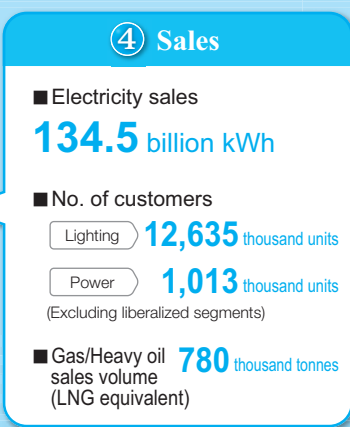 ④ Sales
■ Electricity sales
134.5 billion kWh
■ No. of customers
Lighting 12,635 thousand units
Power 1,013 thousand units
(Excluding liberalized segments)
■ Gas/Heavy oil 780 thousand tonnes
sales volume
(LNG equivalent)